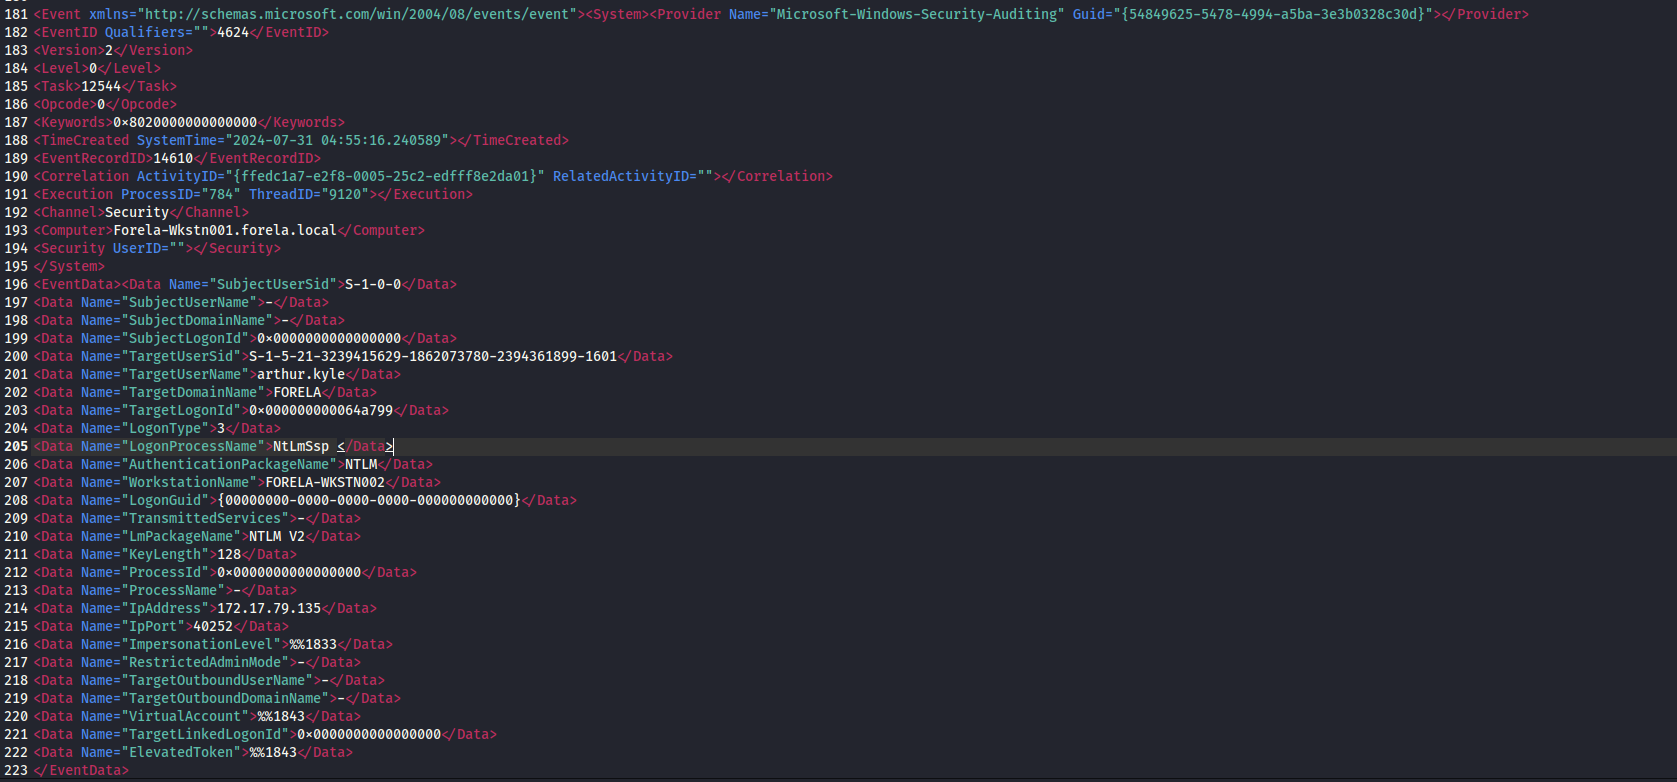 181 <Event xmlns="http://schemas.microsoft.com/win/2004/08/events/event"><System><Provider Name="Microsoft-Windows-Security-Auditing" Guid="{54849625-5478-4994-a5ba-3e3b0328c30d}"></Provider>
182 <EventID Qualifiers="">4624</EventID>
183 <Version>2</Version>
184 <Level>0</Level>
185 <Task>12544</Task>
186 <Opcode>0</Opcode>
187 <Keywords>0x8020000000000000</Keywords>
188 <TimeCreated SystemTime="2024-07-31 04:55:16.240589"></TimeCreated>
189 <EventRecordID>14610</EventRecordID>
190 <Correlation ActivityID="{ffedc1a7-e2f8-0005-25c2-edfff8e2da01}" RelatedActivityID=""></Correlation>
191 <Execution ProcessID="784" ThreadID="9120"></Execution>
192 <Channel>Security</Channel>
193 <Computer>Forela-Wkstn001.forela.local</Computer>
194 <Security UserID=""></Security>
195 </System>
196 <EventData><Data Name="SubjectUserSid">S-1-0-0</Data>
197 <Data Name="SubjectUserName">-</Data>
198 <Data Name="SubjectDomainName">-</Data>
199 <Data Name="SubjectLogonId">0x0000000000000000</Data>
200 <Data Name="TargetUserSid">S-1-5-21-3239415629-1862073780-2394361899-1601</Data>
201 <Data Name="TargetUserName">arthur.kyle</Data>
202 <Data Name="TargetDomainName">FORELA</Data>
203 <Data Name="TargetLogonId">0x000000000064a799</Data>
204 <Data Name="LogonType">3</Data>
205 <Data Name="LogonProcessName">NtLmSsp </Data>
206 <Data Name="AuthenticationPackageName">NTLM</Data>
207 <Data Name="WorkstationName">FORELA-WKSTN002</Data>
208 <Data Name="LogonGuid">{00000000-0000-0000-0000-000000000000}</Data>
209 <Data Name="TransmittedServices">-</Data>
210 <Data Name="LmPackageName">NTLM V2</Data>
211 <Data Name="KeyLength">128</Data>
212 <Data Name="ProcessId">0x0000000000000000</Data>
213 <Data Name="ProcessName">-</Data>
214 <Data Name="IpAddress">172.17.79.135</Data>
215 <Data Name="IpPort">40252</Data>
216 <Data Name="ImpersonationLevel">%%1833</Data>
217 <Data Name="RestrictedAdminMode">-</Data>
218 <Data Name="TargetOutboundUserName">-</Data>
219 <Data Name="TargetOutboundDomainName">-</Data>
220 <Data Name="VirtualAccount">%%1843</Data>
221 <Data Name="TargetLinkedLogonId">0x0000000000000000</Data>
222 <Data Name="ElevatedToken">%%1843</Data>
223 </EventData>